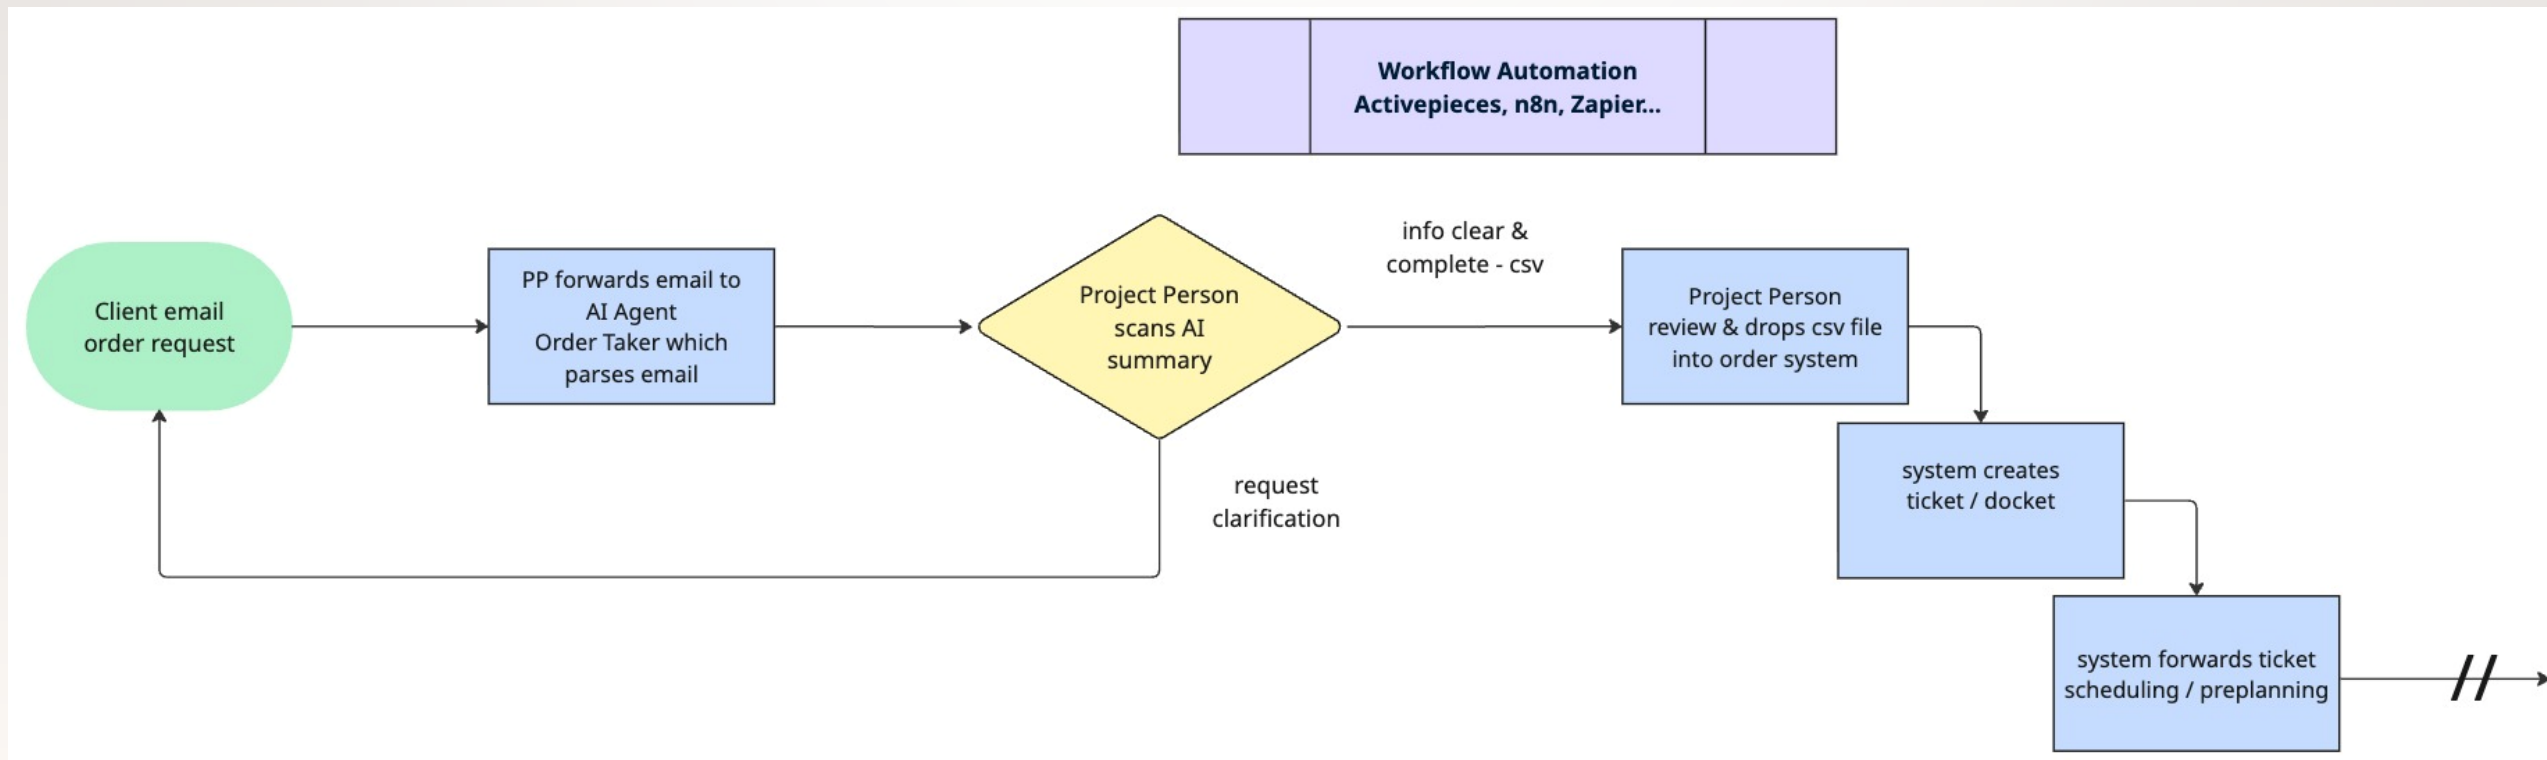 Workflow Automation
Activepieces, n8n, Zapier...
Client email
order request
PP forwards email to
AI Agent
Order Taker which
parses email
Project Person
scans AI
summary
info clear &
complete - csv
Project Person
review & drops csv file
into order system
request
clarification
system creates
ticket / docket
system forwards ticket
scheduling / preplanning
//